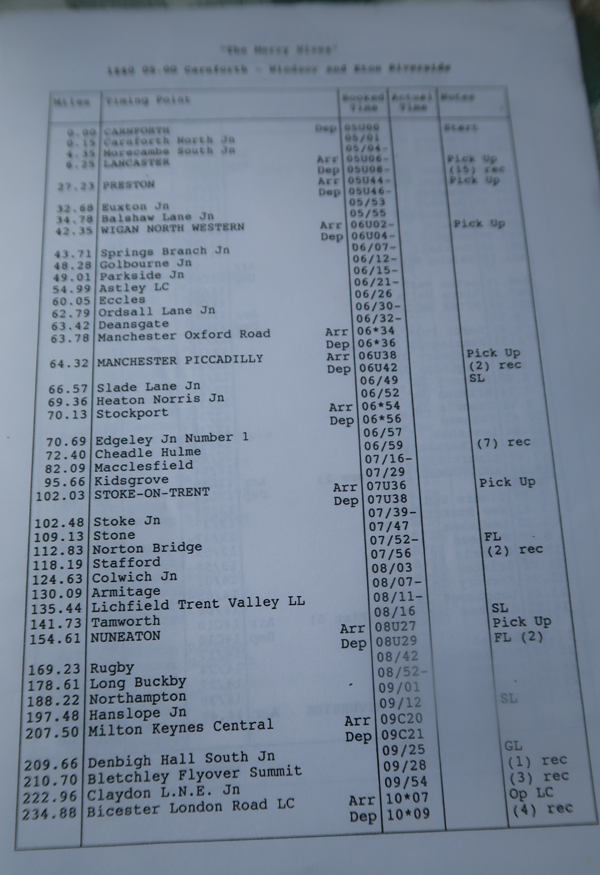 "The Merry Wives"
05.00 Carnforth - Windsor and Eton Riverside
Miles Timing Point Booked Time Actual Time Notes
0.00 CARNFORTH Dep 05U00 Start
0.15 Carnforth North Jn 05/01
4.35 Morecambe South Jn 05/04-
6.25 LANCASTER Arr 05U06- Pick Up
Dep 05U08- (15) rec
27.23 PRESTON Arr 05U44- Pick Up
Dep 05U46-
32.68 Euxton Jn 05/53
34.78 Balshaw Lane Jn 05/55
42.35 WIGAN NORTH WESTERN Arr 06U02- Pick Up
Dep 06U04-
43.71 Springs Branch Jn 06/07-
48.28 Golbourne Jn 06/12-
49.01 Parkside Jn 06/15-
54.99 Astley LC 06/21-
60.05 Eccles 06/26
62.79 Ordsall Lane Jn 06/30-
63.42 Deansgate 06/32-
63.78 Manchester Oxford Road Arr 06*34
Dep 06*36
64.32 MANCHESTER PICCADILLY Arr 06U38 Pick Up
Dep 06U42 (2) rec
66.57 Slade Lane Jn 06/49 SL
69.36 Heaton Norris Jn 06/52
70.13 Stockport Arr 06*54
Dep 06*56
70.69 Edgeley Jn Number 1 06/57
72.40 Cheadle Hulme 06/59 (7) rec
82.09 Macclesfield 07/16-
95.66 Kidsgrove 07/29
102.03 STOKE-ON-TRENT Arr 07U36 Pick Up
Dep 07U38
102.48 Stoke Jn 07/39-
109.13 Stone 07/47
112.83 Norton Bridge 07/52- FL
118.19 Stafford 07/56 (2) rec
124.63 Colwich Jn 08/03
130.09 Armitage 08/07-
135.44 Lichfield Trent Valley LL 08/11-
141.73 Tamworth 08/16 SL
154.61 NUNEATON Arr 08U27 Pick Up
Dep 08U29 FL (2)
169.23 Rugby 08/42
178.61 Long Buckby 08/52-
188.22 Northampton 09/01
197.48 Hanslope Jn 09/12 SL
207.50 Milton Keynes Central Arr 09C20
Dep 09C21
209.66 Denbigh Hall South Jn 09/25 GL
210.70 Bletchley Flyover Summit 09/28 (1) rec
222.96 Claydon L.N.E. Jn 09/54 (3) rec
234.88 Bicester London Road LC Arr 10*07 Op LC
Dep 10*09 (4) rec